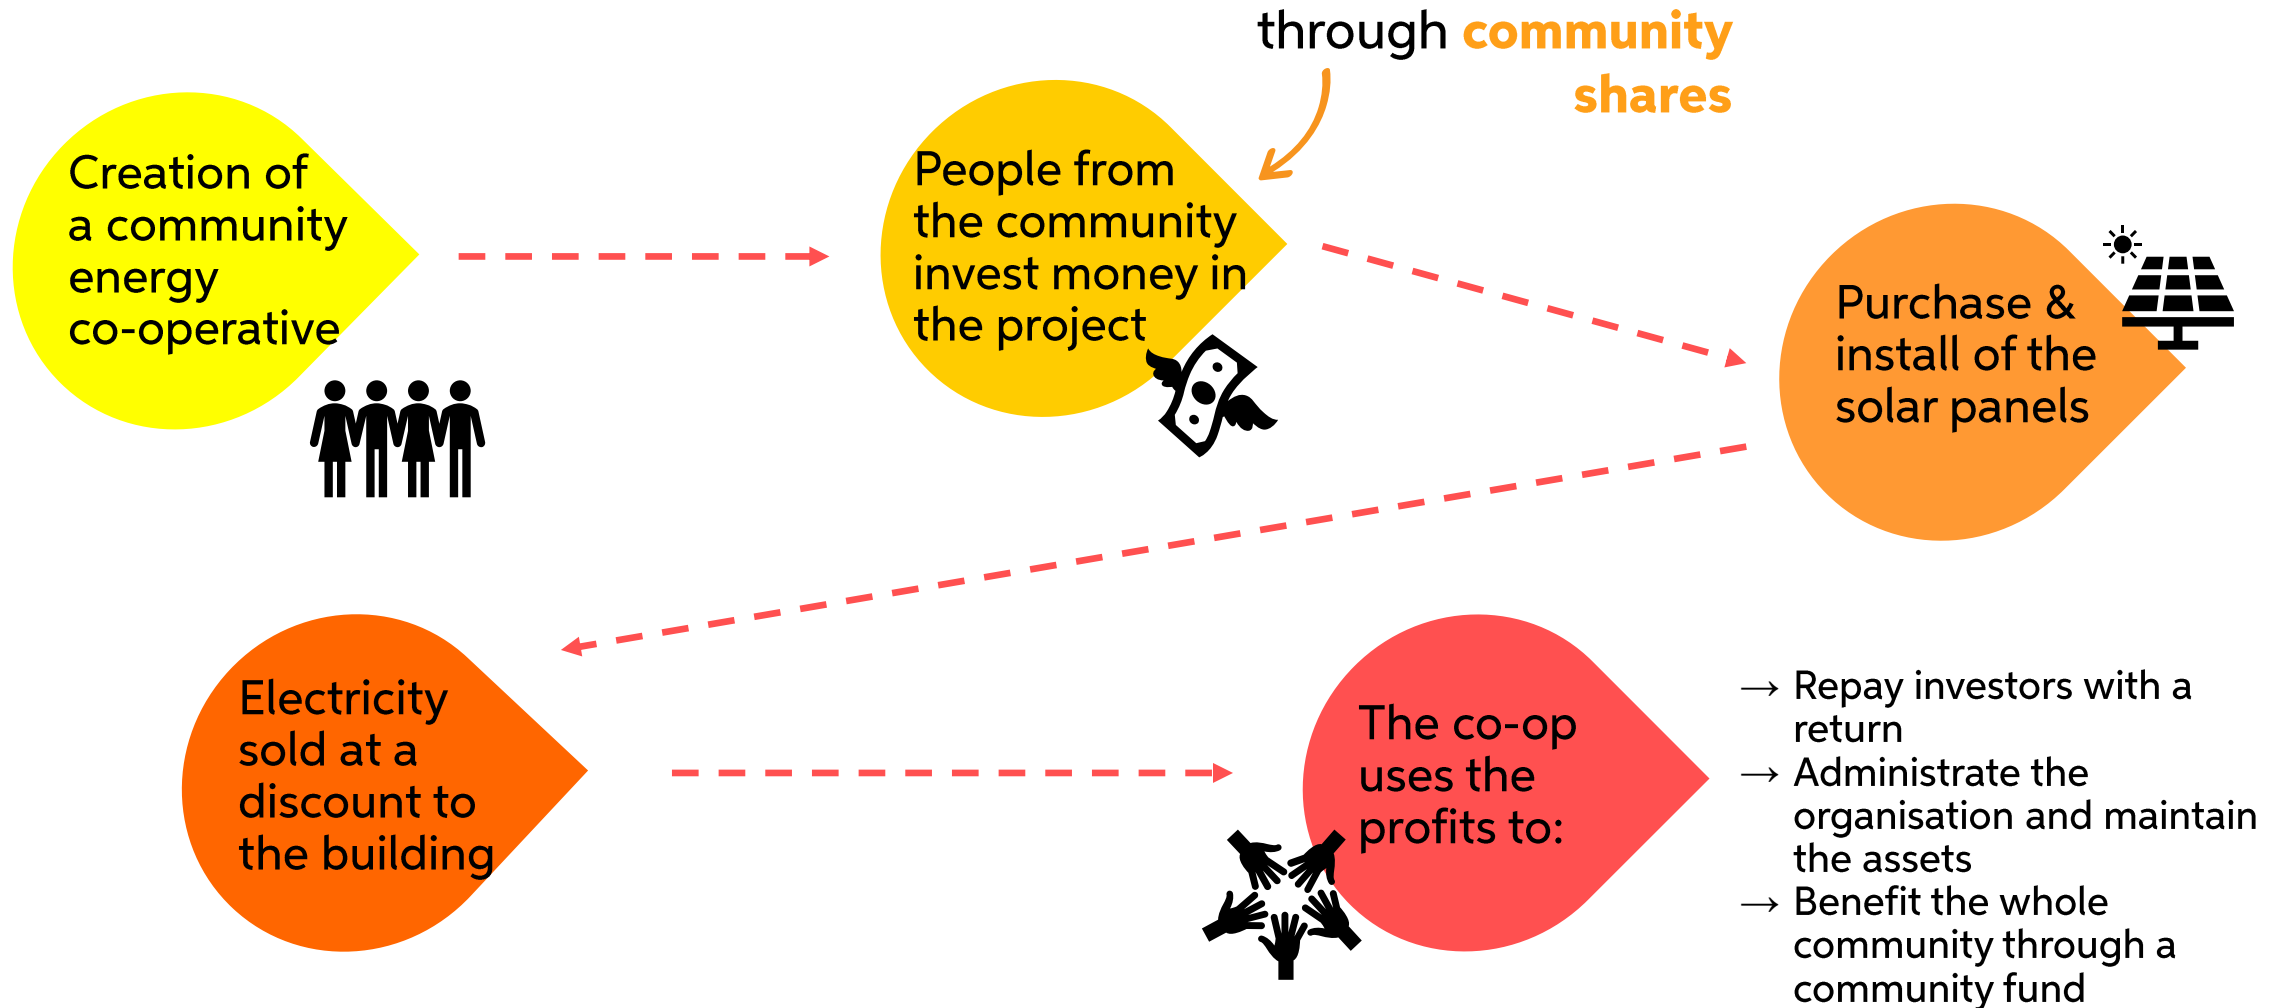 through community
shares
Creation of
a community
energy
co-operative
People from
the community
invest money in
the project
Purchase &
install of the
solar panels
Electricity
sold at a
discount to
the building
The co-op
uses the
profits to:
→ Repay investors with a
return
→ Administrate the
organisation and maintain
the assets
→ Benefit the whole
community through a
community fund